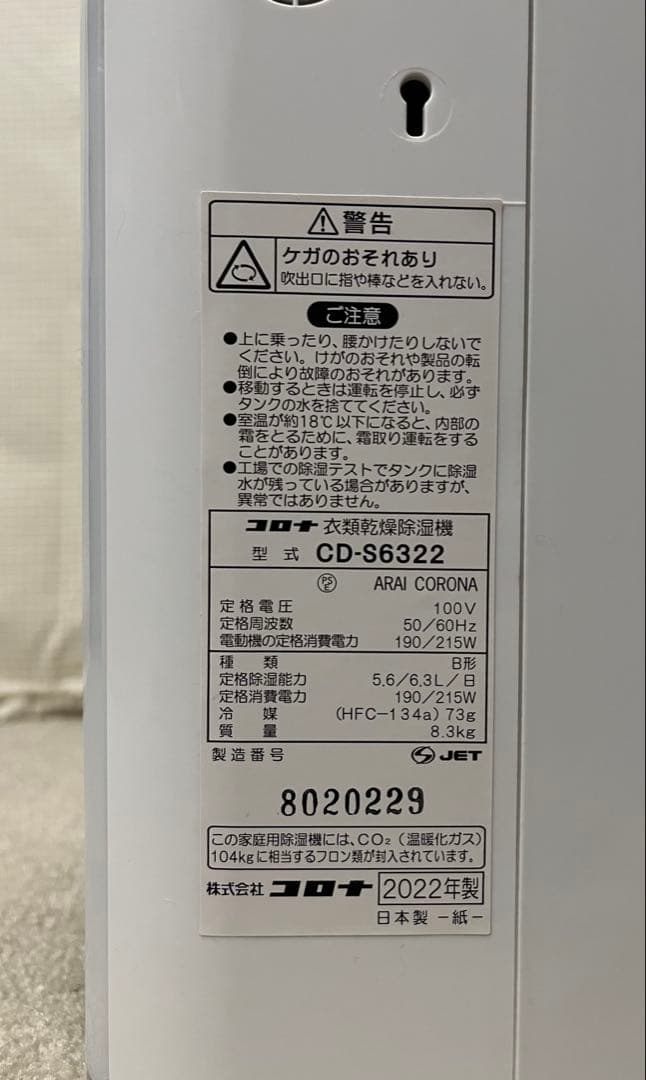 警告
ケガのおそれあり
吹出口に指や棒などを入れない。
ご注意
●上に乗ったり、腰かけたりしないで
ください。けがのおそれや製品の転
倒により故障のおそれがあります。
●移動するときは運転を停止し、必ず
タンクの水を捨ててください。
●室温が約18℃以下になると、内部の
霜をとるために、霜取り運転をする
ことがあります。
●工場での除湿テストでタンクに除湿
水が残っている場合がありますが、
異常ではありません。
コロナ 衣類乾燥除湿機
型式 CD-S6322
PSE ARAI CORONA
定格電圧 100V
定格周波数 50/60Hz
電動機の定格消費電力 190/215W
種類 B形
定格除湿能力 5.6/6.3L/日
定格消費電力 190/215W
冷媒 (HFC-134a) 73g
質量 8.3kg
製造番号 JET
8020229
この家庭用除湿機には、CO₂(温暖化ガス)
104kgに相当するフロン類が封入されています。
株式会社 コロナ 2022年製
日本製 -紙-